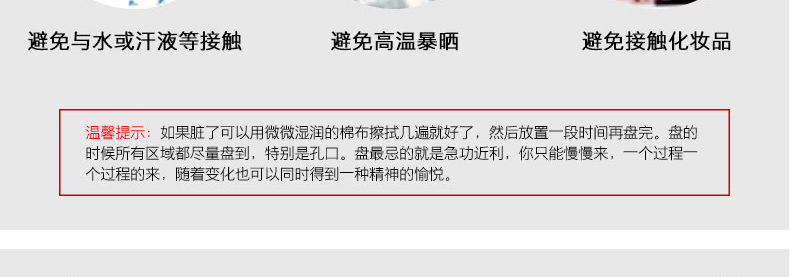 避免与水或汗液等接触 避免高温暴晒 避免接触化妆品
温馨提示：如果脏了可以用微微湿润的棉布擦拭几遍就好了，然后放置一段时间再盘完。盘的
时候所有区域都尽量盘到，特别是孔口。盘最忌的就是急功近利，你只能慢慢来，一个过程一
个过程的来，随着变化也可以同时得到一种精神的愉悦。